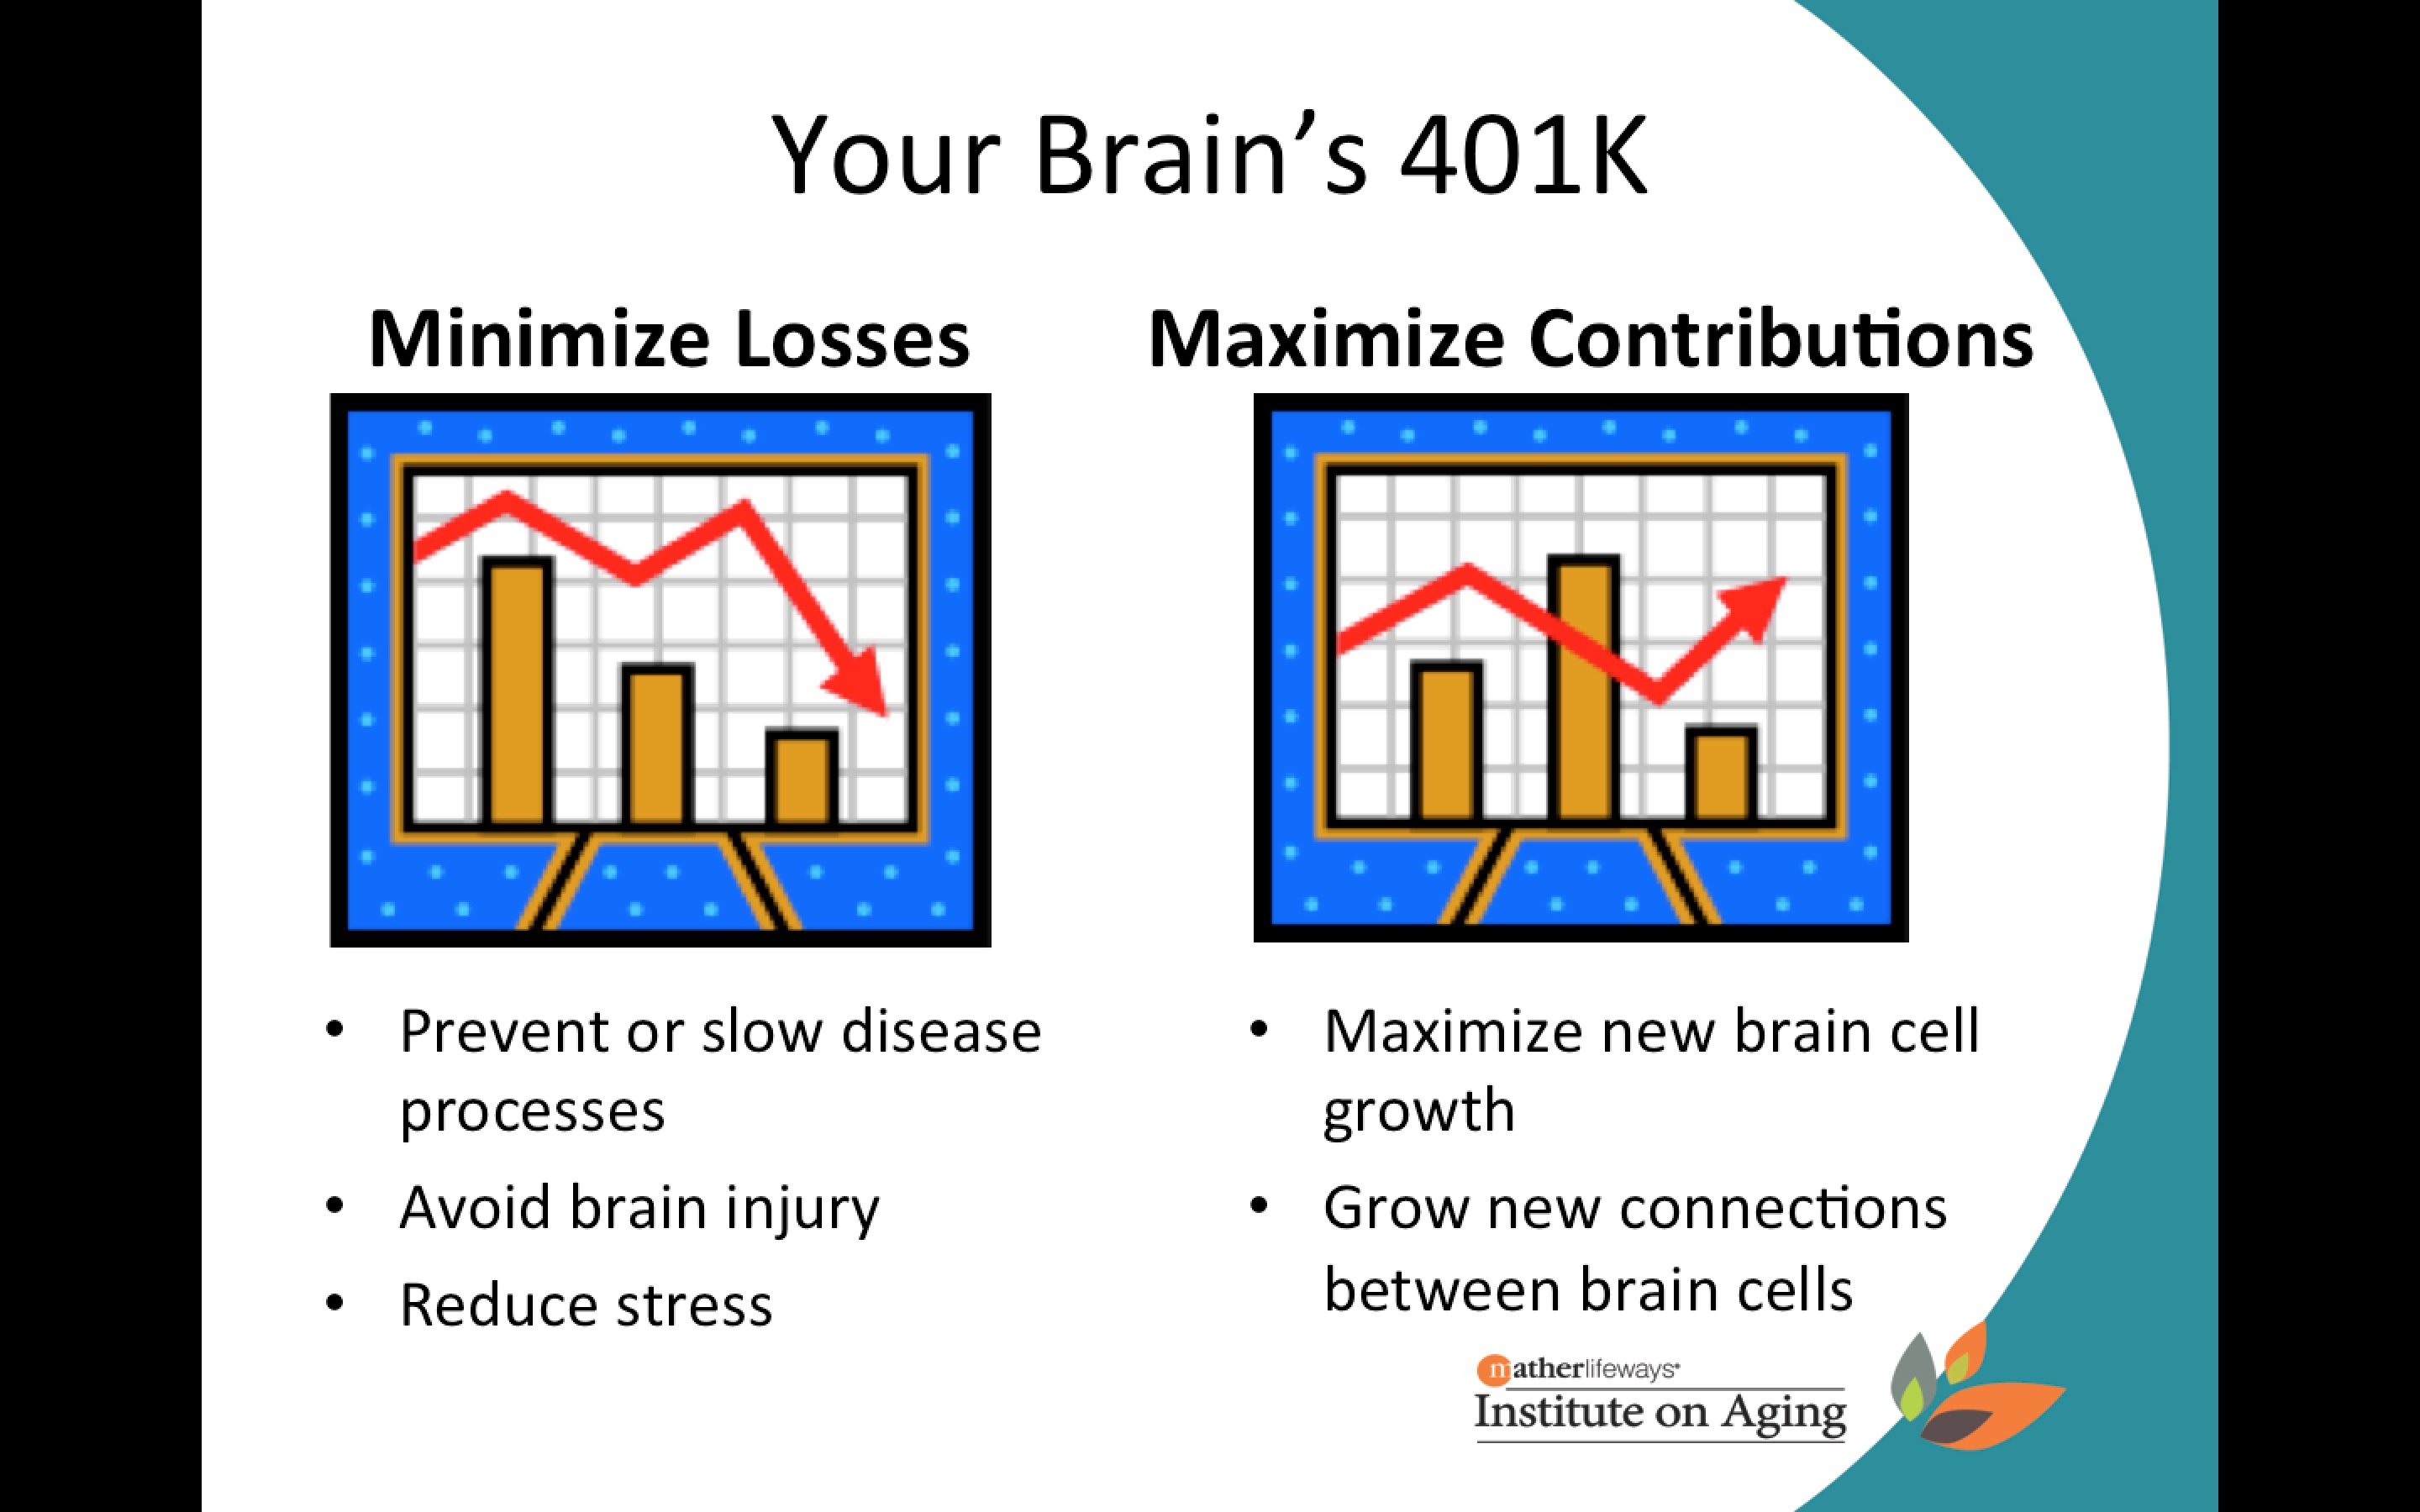 Your Brain’s 401K
Minimize Losses
• Prevent or slow disease
processes
• Avoid brain injury
• Reduce stress
Maximize Contributions
• Maximize new brain cell
growth
• Grow new connections
between brain cells
matherlifeways®
Institute on Aging